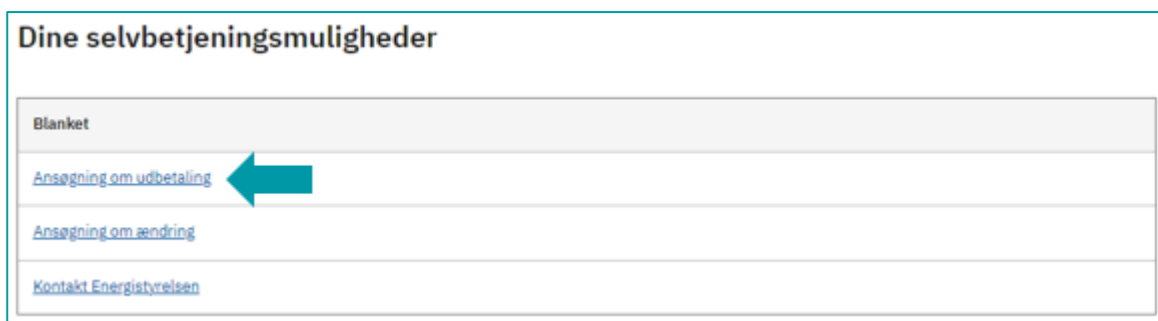 Dine selvbetjeningsmuligheder
Blanket
Ansøgning om udbetaling
Ansøgning om ændring
Kontakt Energistyrelsen